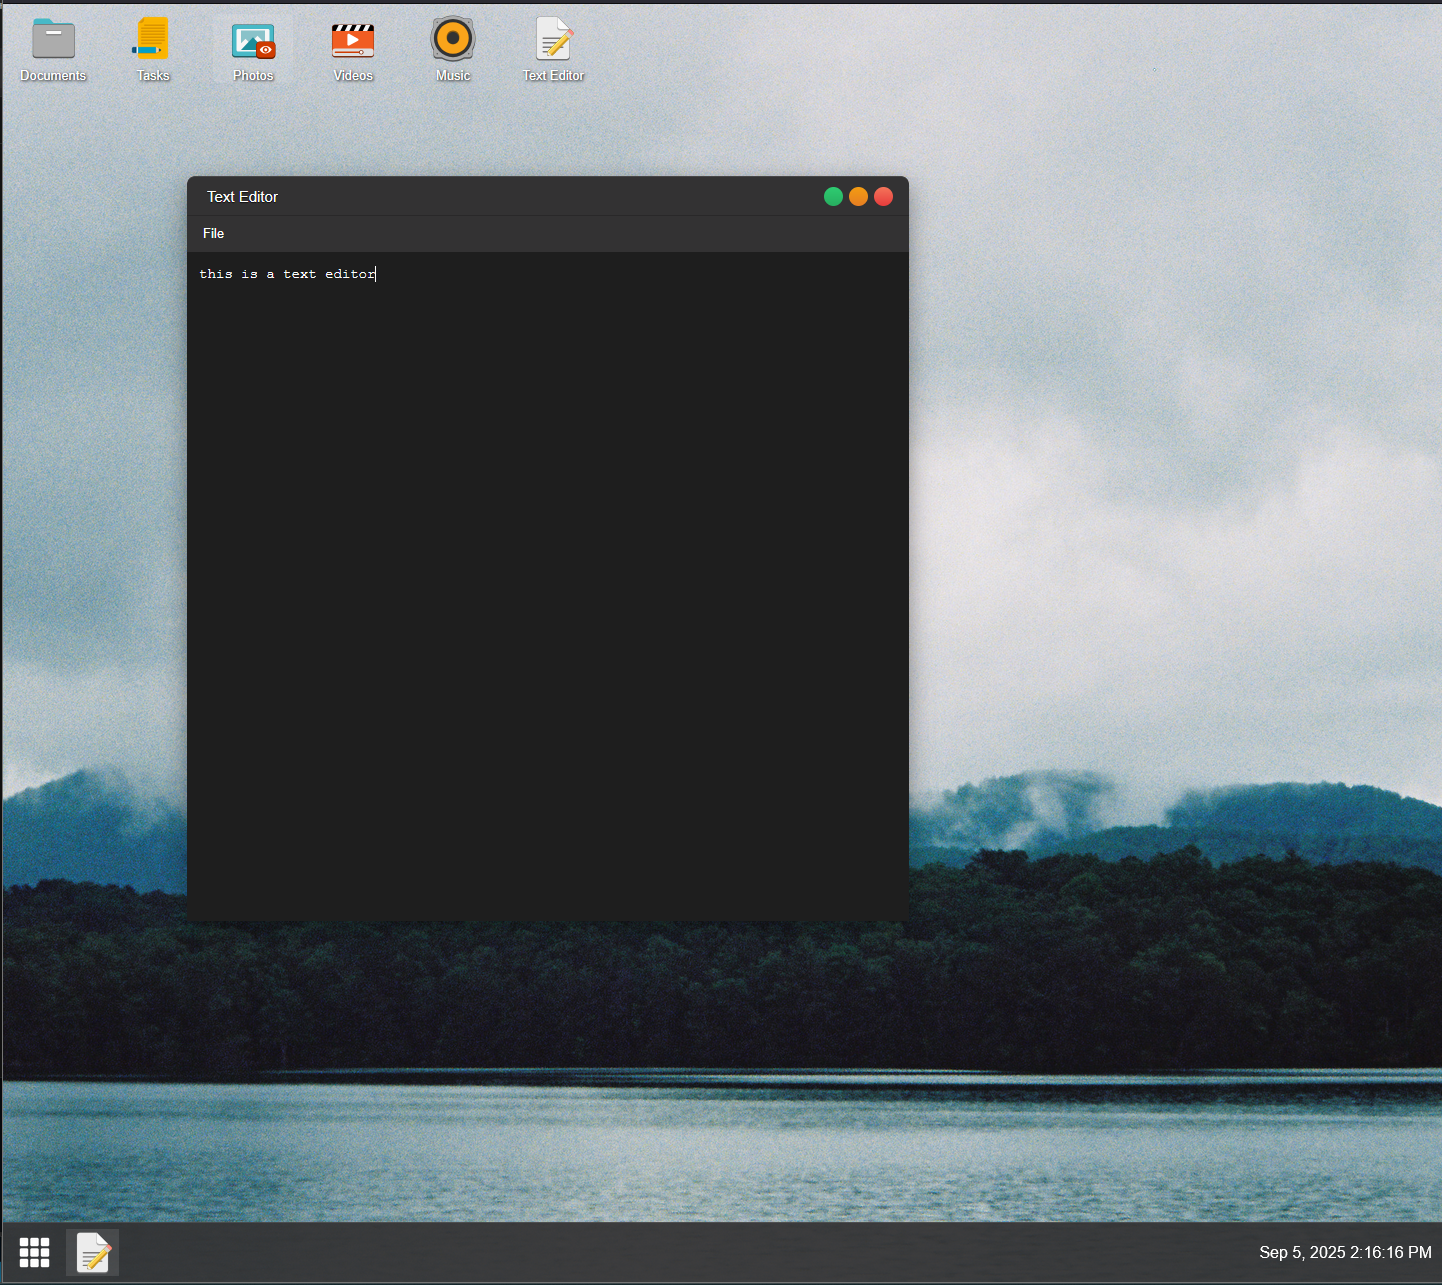 Documents
Tasks
Photos
Videos
Music
Text Editor
Text Editor
File
this is a text editor
Sep 5, 2025 2:16:16 PM